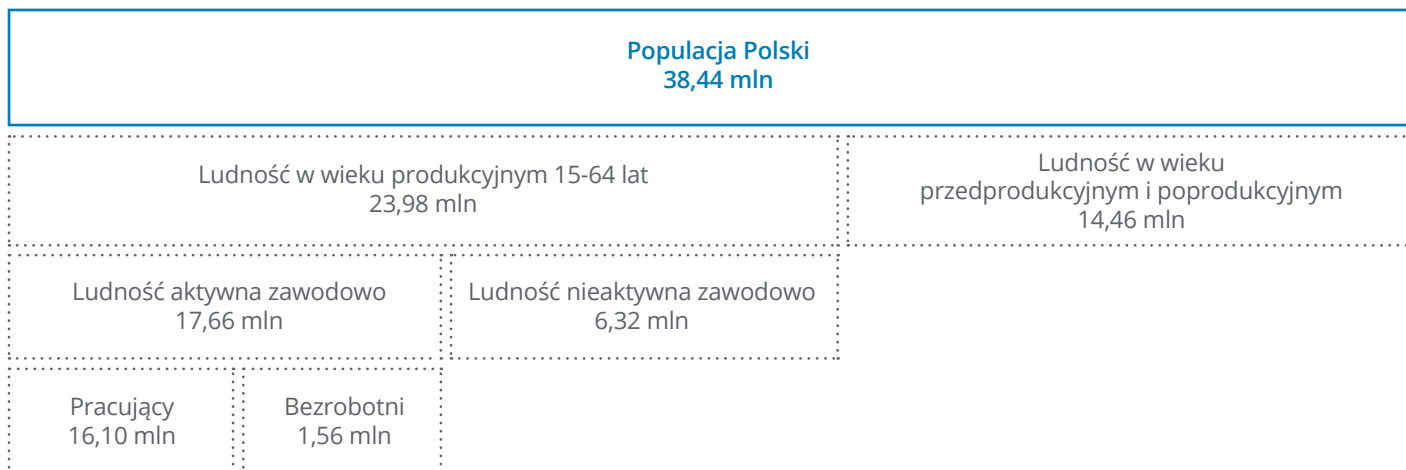 Populacja Polski
38,44 mln
Ludność w wieku produkcyjnym 15-64 lat
23,98 mln
Ludność w wieku
przedprodukcyjnym i poprodukcyjnym
14,46 mln
Ludność aktywna zawodowo
17,66 mln
Ludność nieaktywna zawodowo
6,32 mln
Pracujący
16,10 mln
Bezrobotni
1,56 mln